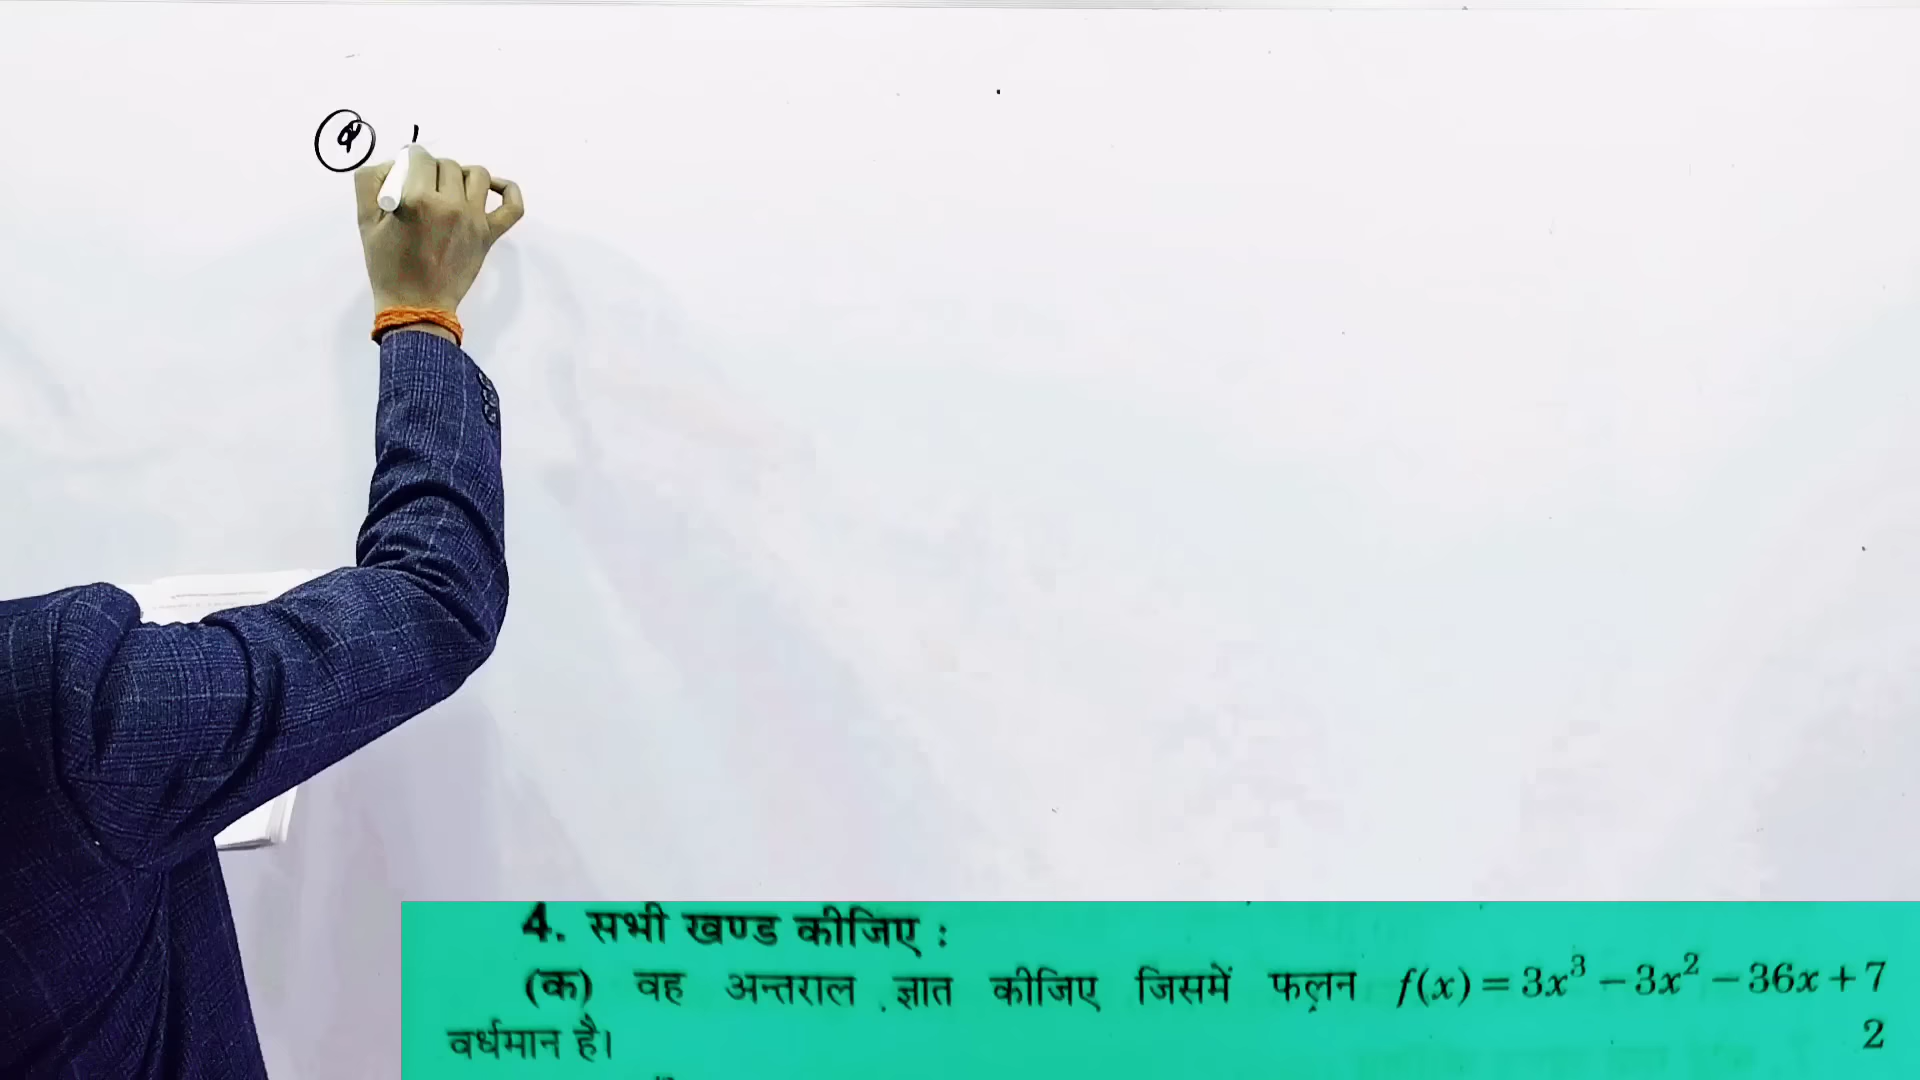 4. सभी खण्ड कीजिए :
(क) वह अन्तराल ज्ञात कीजिए जिसमें फलन f(x) = 3x³ − 3x² − 36x + 7
वर्धमान है। 2